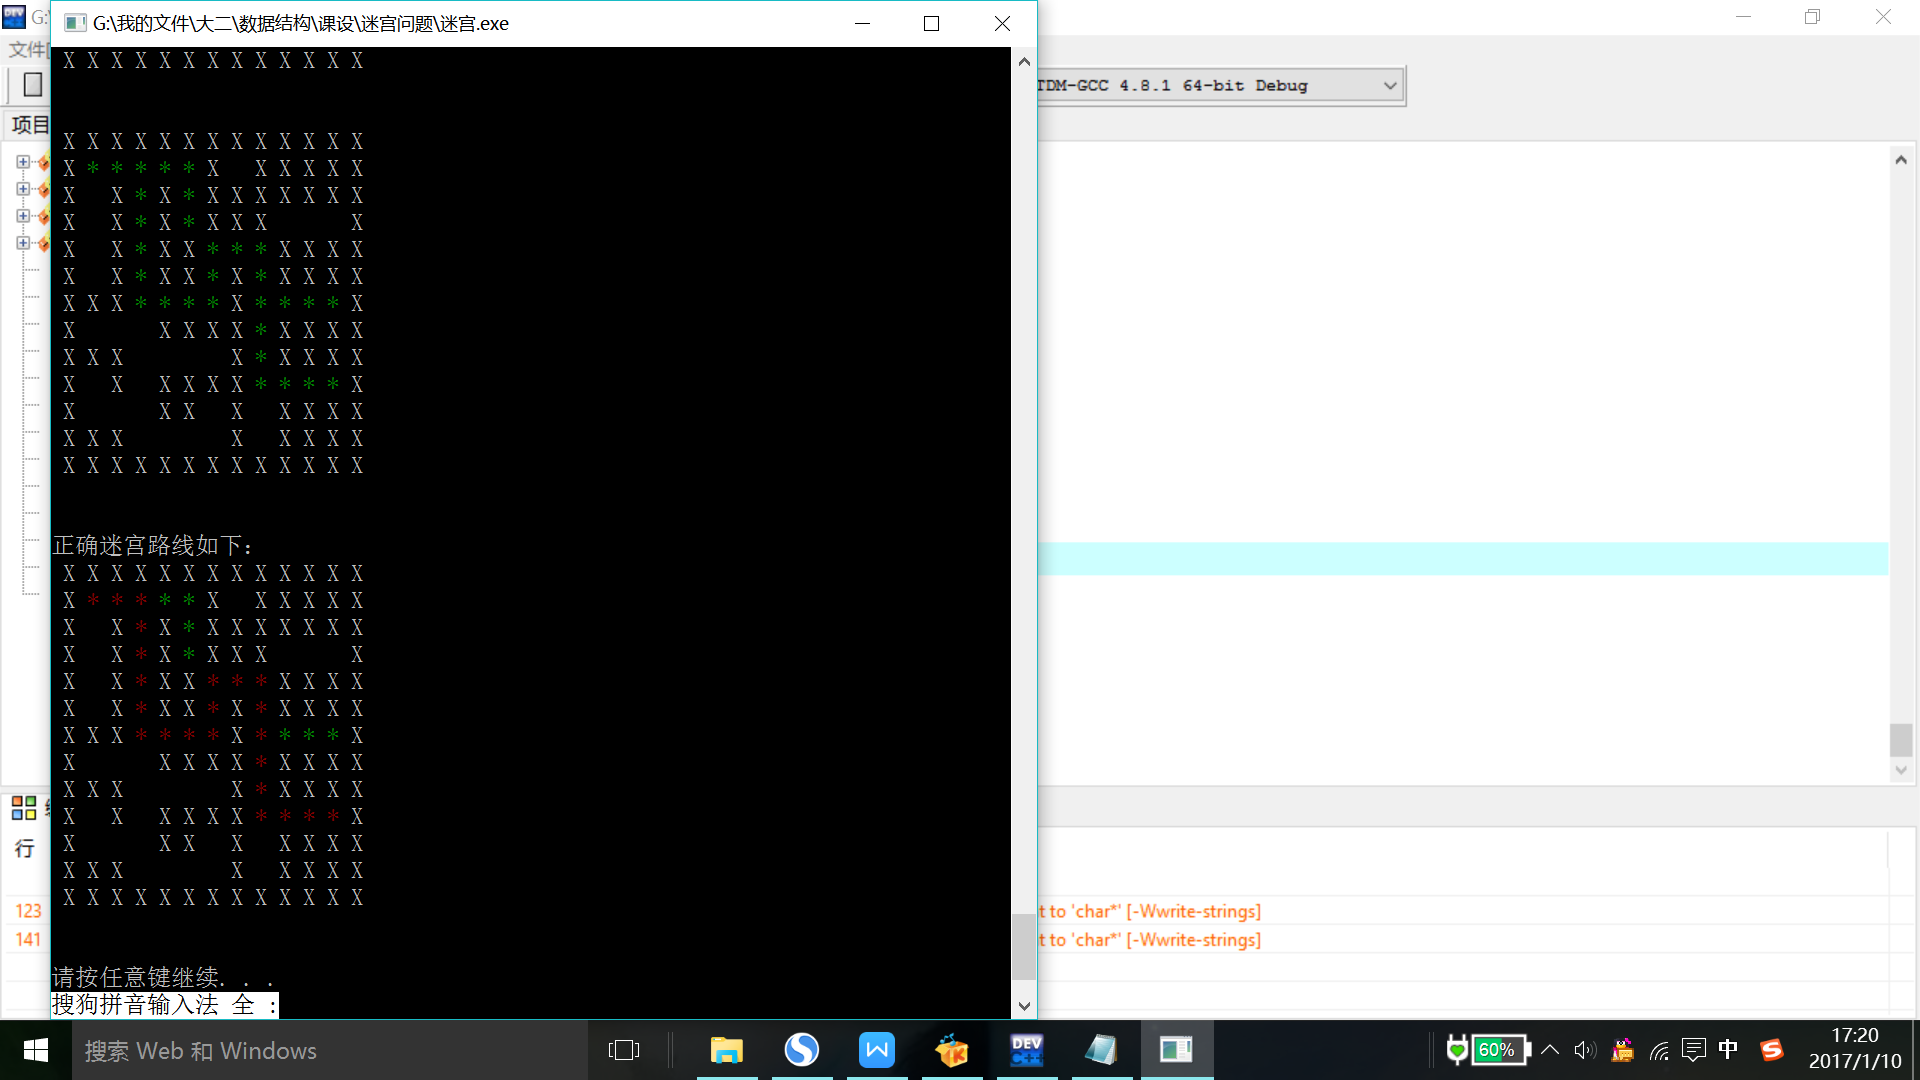 G:\我的文件\大二\数据结构\课设\迷宫问题\迷宫.exe
G:\
文件[
TDM-GCC 4.8.1 64-bit Debug
项目
X X X X X X X X X X X X X
X X X X X X X X X X X X X
X * * * * * X   X X X X X
X   X * X * X X X X X X X
X   X * X * X X X       X
X   X * X X * * * X X X X
X   X * X X * X * X X X X
X X X * * * * X * * * * X
X       X X X X * X X X X
X X X         X * X X X X
X   X   X X X X * * * * X
X       X X   X   X X X X
X X X         X   X X X X
X X X X X X X X X X X X X
正确迷宫路线如下：
X X X X X X X X X X X X X
X * * * * * X   X X X X X
X   X * X * X X X X X X X
X   X * X * X X X       X
X   X * X X * * * X X X X
X   X * X X * X * X X X X
X X X * * * * X * * * * X
X       X X X X * X X X X
X X X         X * X X X X
X   X   X X X X * * * * X
X       X X   X   X X X X
X X X         X   X X X X
X X X X X X X X X X X X X
请按任意键继续. . .
搜狗拼音输入法 全 :
行
123
t to 'char*' [-Wwrite-strings]
141
t to 'char*' [-Wwrite-strings]
搜索 Web 和 Windows
DEV
C++
60%
中
17:20
2017/1/10